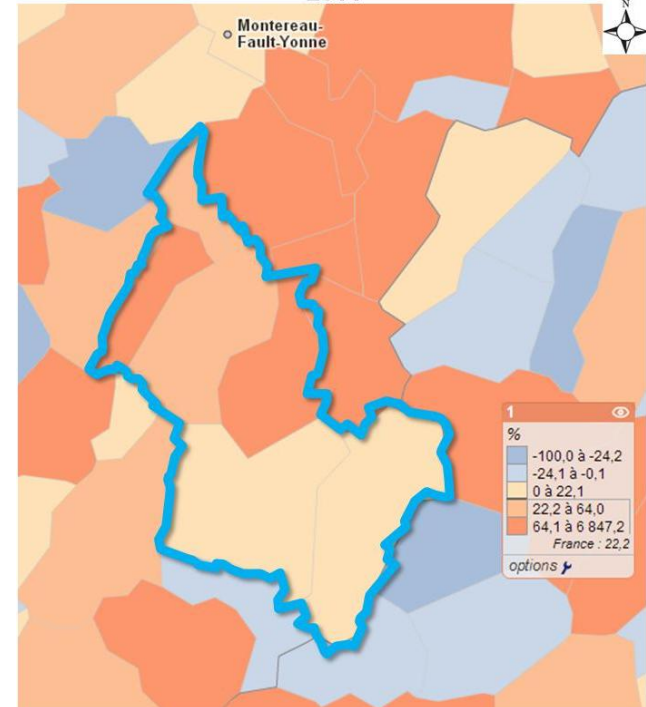 N
Montereau-
Fault-Yonne
1
%
-100,0 à -24,2
-24,1 à -0,1
0 à 22,1
22,2 à 64,0
64,1 à 6 847,2
France : 22,2
options